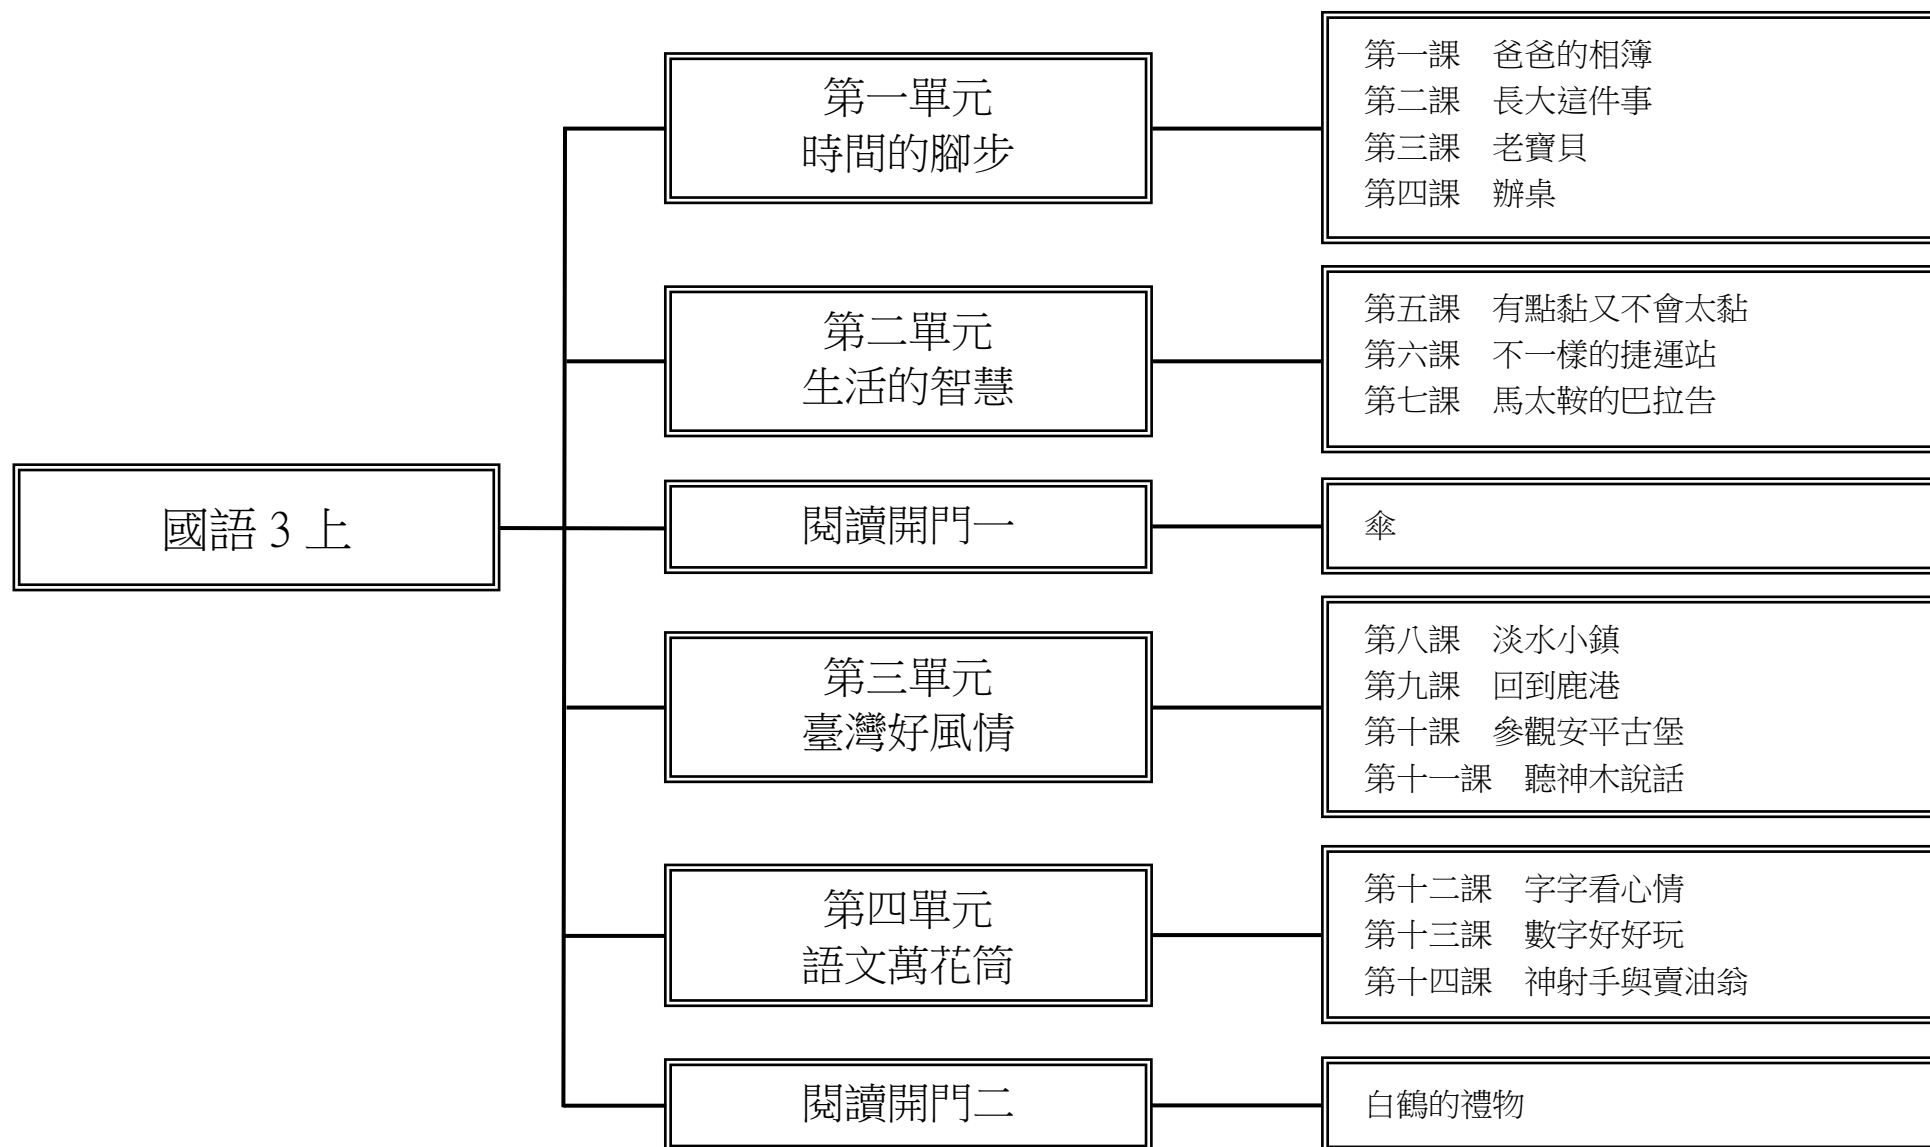 國語 3 上
第一單元
時間的腳步
第一課　爸爸的相簿
第二課　長大這件事
第三課　老寶貝
第四課　辦桌
第二單元
生活的智慧
第五課　有點黏又不會太黏
第六課　不一樣的捷運站
第七課　馬太鞍的巴拉告
閱讀開門一
傘
第三單元
臺灣好風情
第八課　淡水小鎮
第九課　回到鹿港
第十課　參觀安平古堡
第十一課　聽神木說話
第四單元
語文萬花筒
第十二課　字字看心情
第十三課　數字好好玩
第十四課　神射手與賣油翁
閱讀開門二
白鶴的禮物